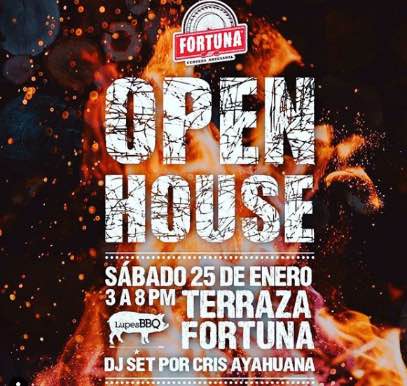 FORTUNA
CERVEZA ARTESANAL
OPEN
HOUSE
SÁBADO 25 DE ENERO
3 A 8 PM
TERRAZA
FORTUNA
LupesBBQ
DJ SET POR CRIS AYAHUANA